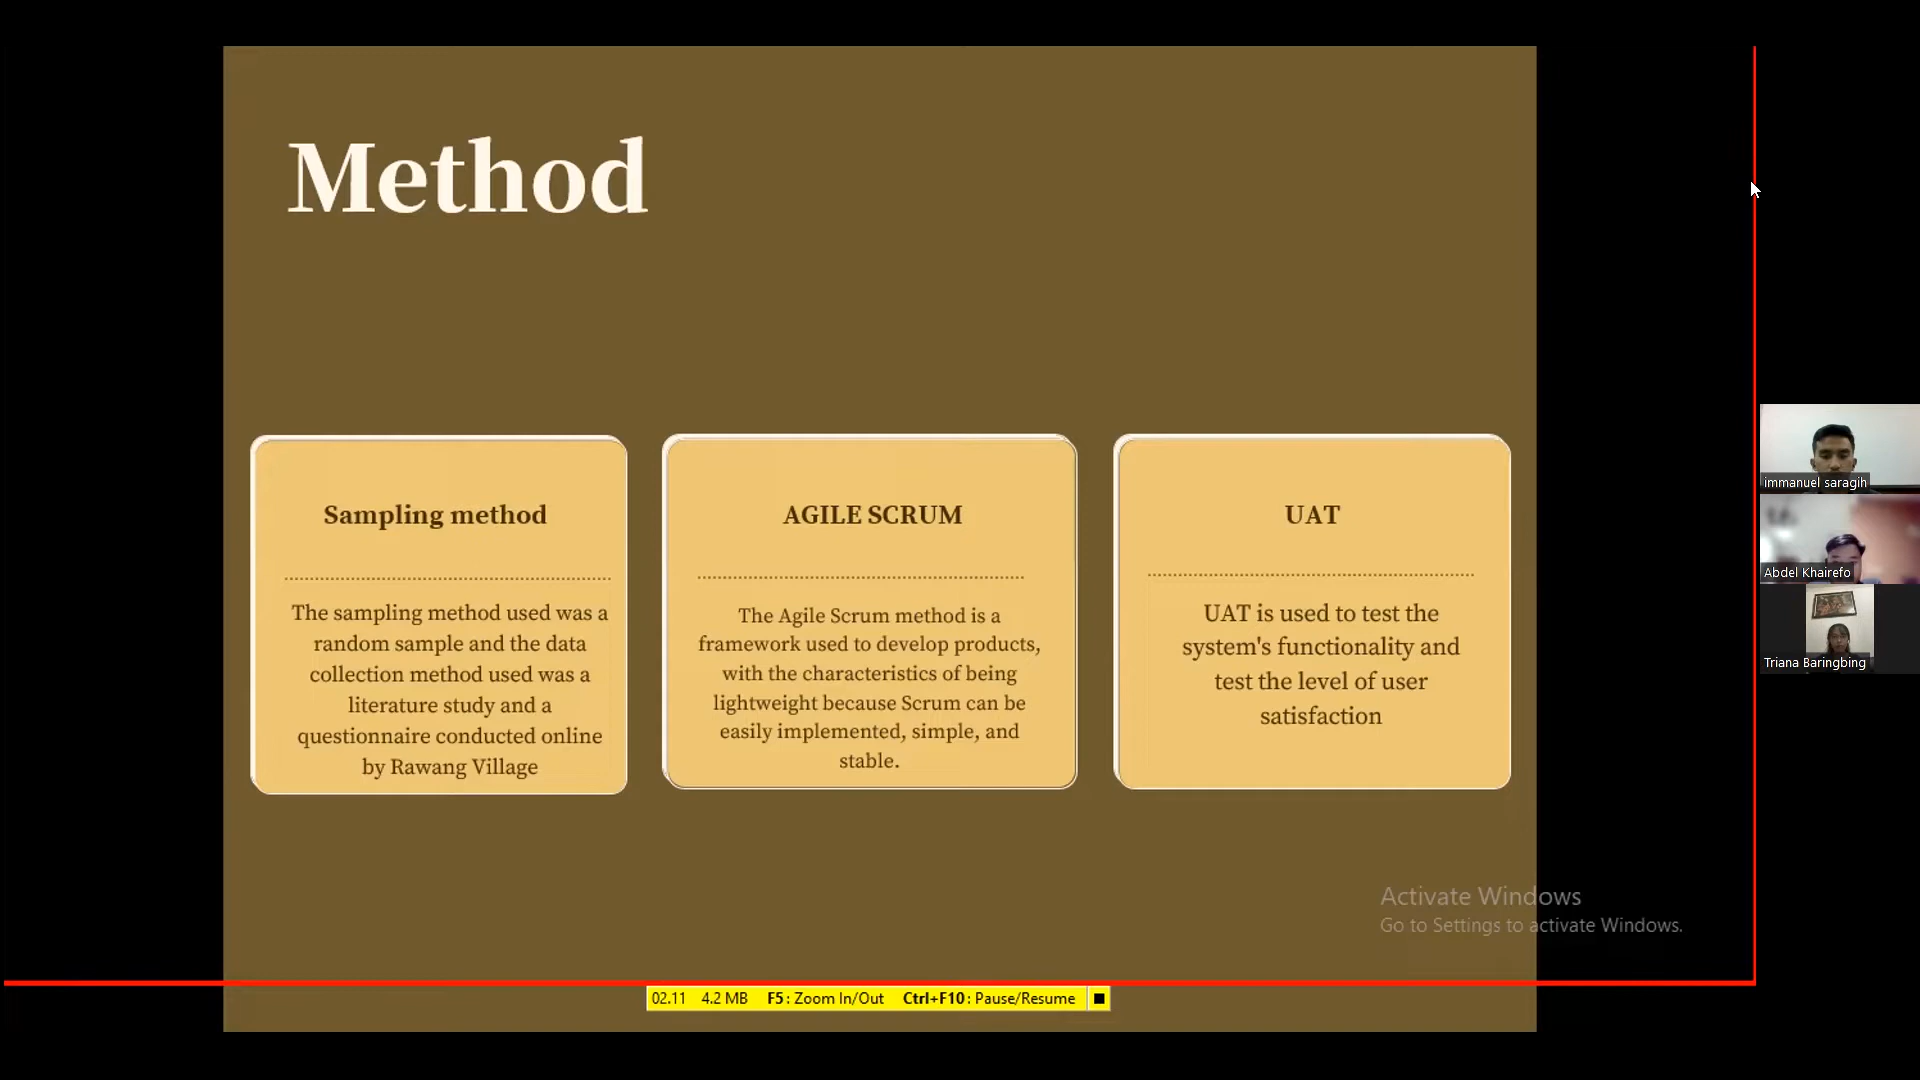 Method
Sampling method
The sampling method used was a
random sample and the data
collection method used was a
literature study and a
questionnaire conducted online
by Rawang Village
AGILE SCRUM
The Agile Scrum method is a
framework used to develop products,
with the characteristics of being
lightweight because Scrum can be
easily implemented, simple, and
stable.
UAT
UAT is used to test the
system's functionality and
test the level of user
satisfaction
immanuel saragih
Abdel Khairefo
Triana Baringbing
Activate Windows
Go to Settings to activate Windows.
02.11 4.2 MB F5: Zoom In/Out Ctrl+F10: Pause/Resume